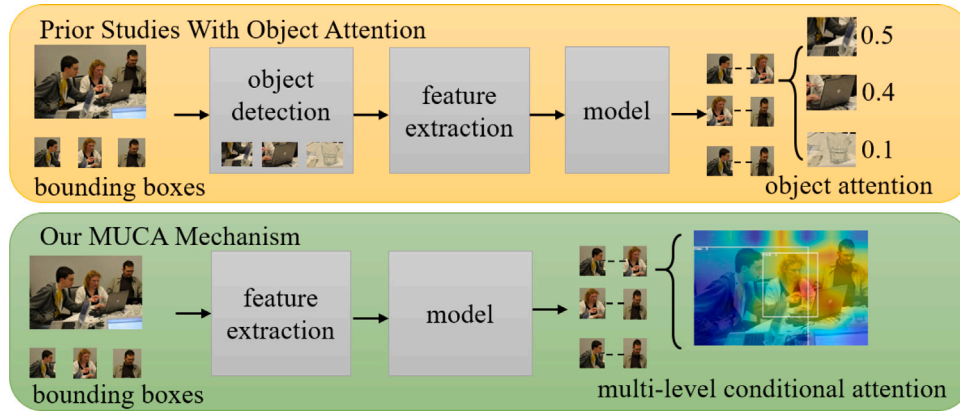 Prior Studies With Object Attention
object
detection
feature
extraction
model
0.5
0.4
0.1
bounding boxes
object attention
Our MUCA Mechanism
feature
extraction
model
bounding boxes
multi-level conditional attention